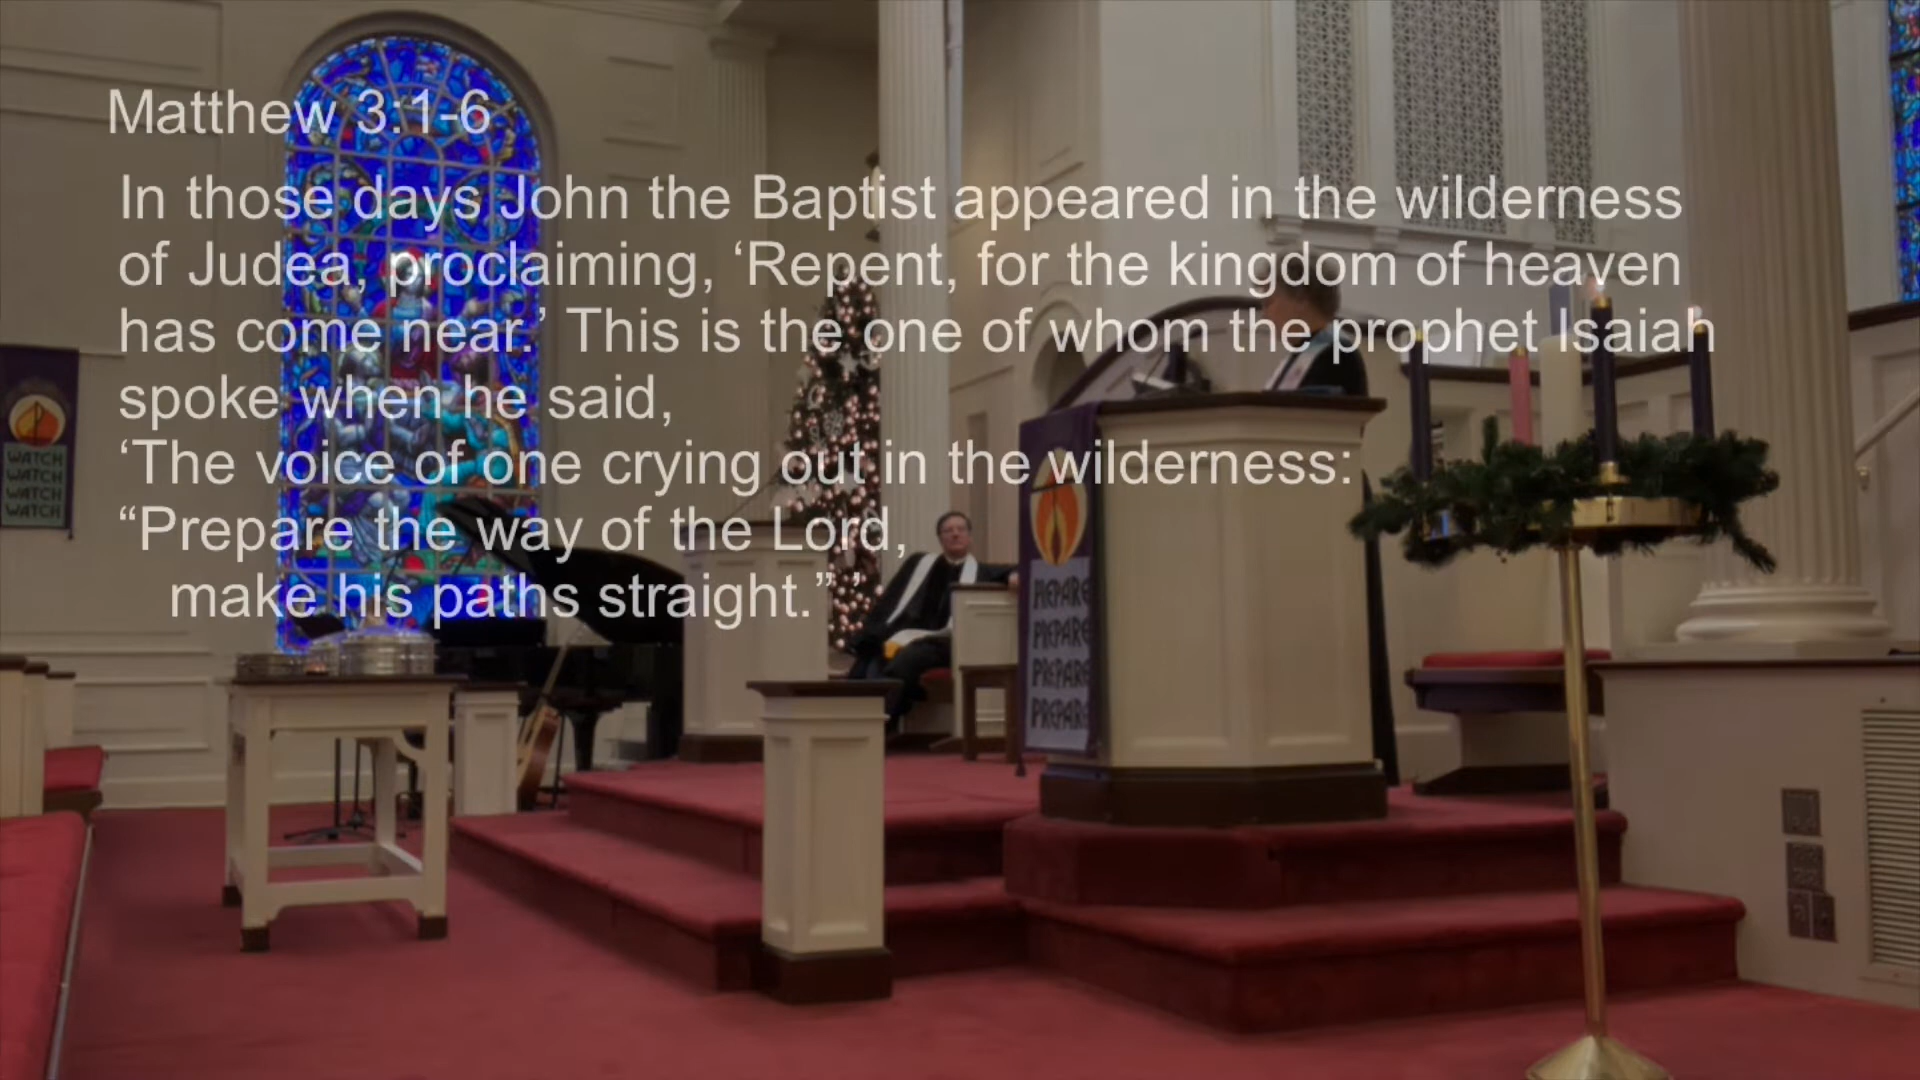 Matthew 3:1-6
In those days John the Baptist appeared in the wilderness
of Judea, proclaiming, ‘Repent, for the kingdom of heaven
has come near.’ This is the one of whom the prophet Isaiah
spoke when he said,
‘The voice of one crying out in the wilderness:
“Prepare the way of the Lord,
make his paths straight.” ’
WATCH
WATCH
WATCH
WATCH
PREPARE
PREPARE
PREPARE
PREPARE